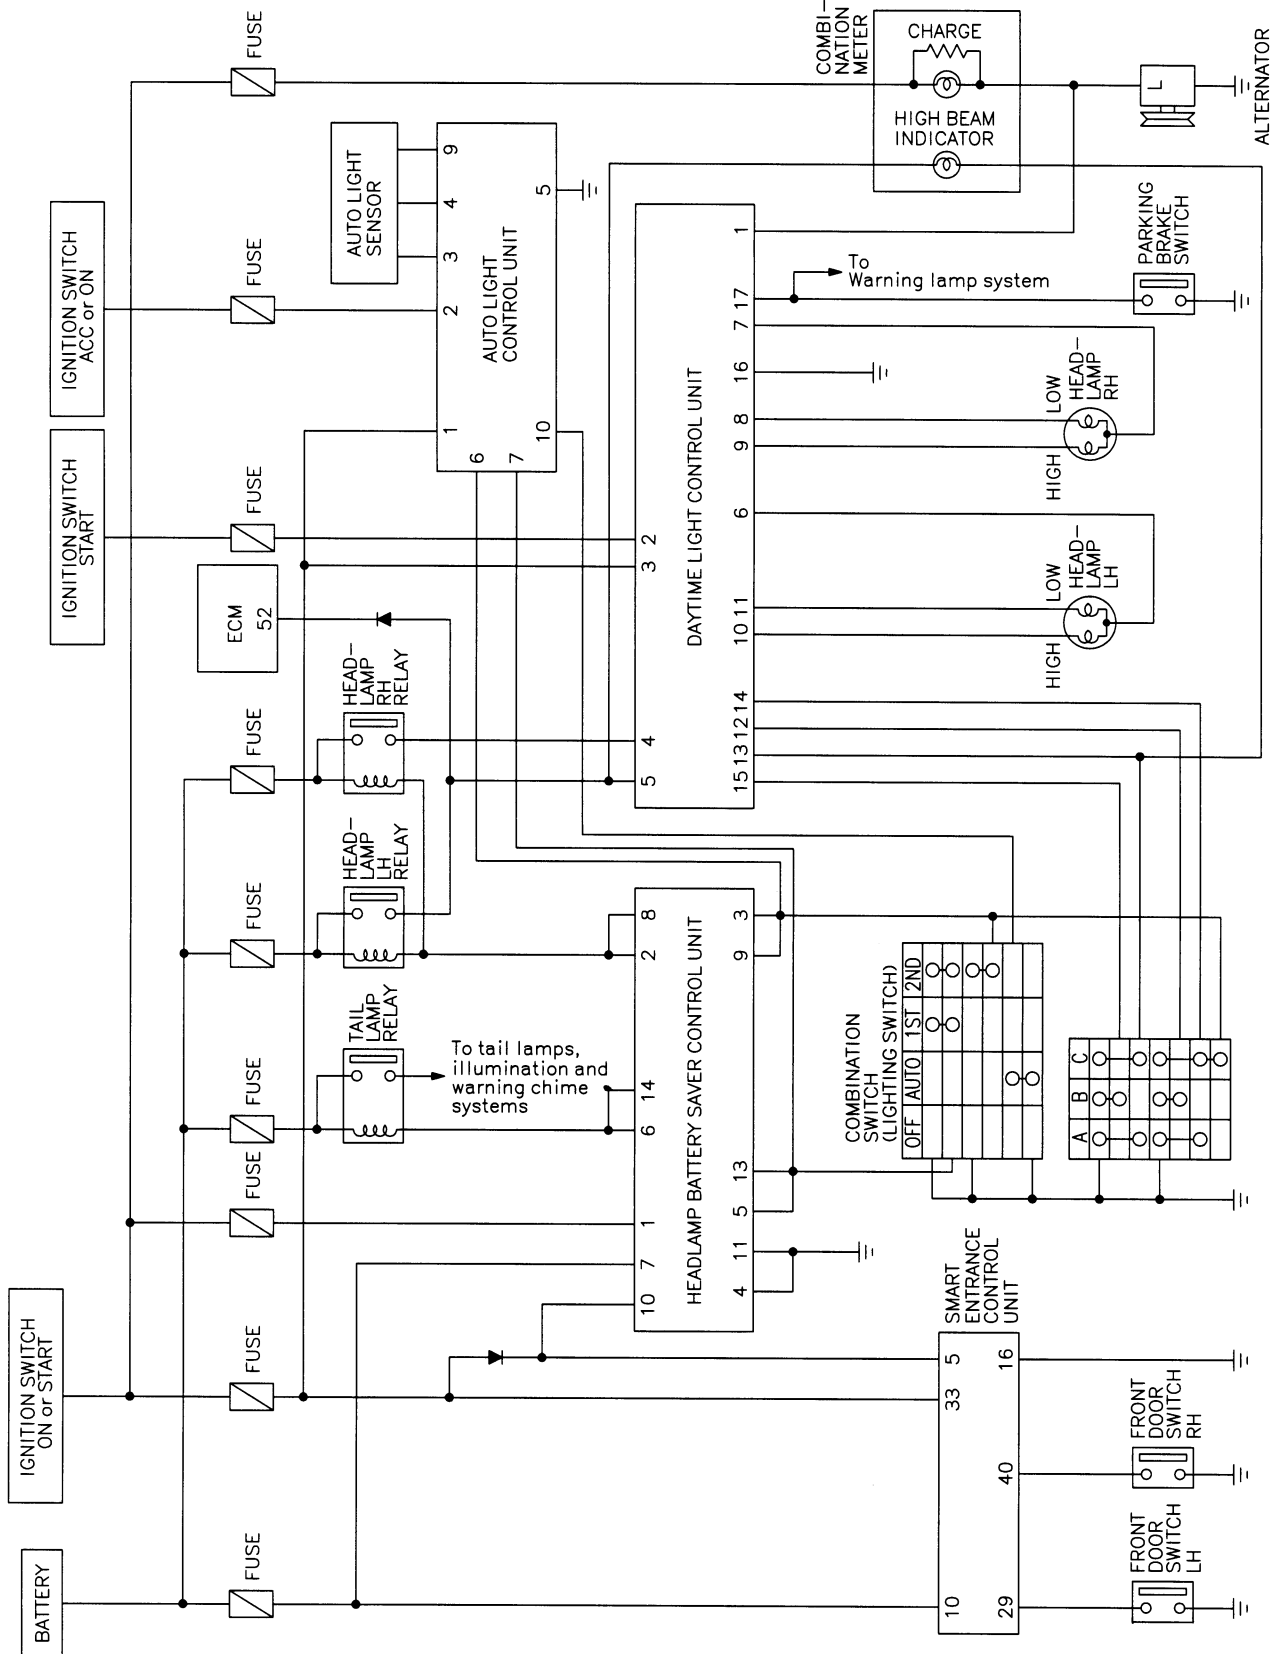 BATTERY
IGNITION SWITCH
ON or START
IGNITION SWITCH
START
IGNITION SWITCH
ACC or ON
FUSE
FUSE
FUSE
FUSE
FUSE
FUSE
FUSE
FUSE
FUSE
TAIL
LAMP
RELAY
HEAD-
LAMP
LH
RELAY
HEAD-
LAMP
RH
RELAY
ECM
52
AUTO LIGHT
SENSOR
3
4
9
1
2
AUTO LIGHT
CONTROL UNIT
6
7
10
5
To tail lamps,
illumination and
warning chime
systems
10
7
1
6
14
2
8
HEADLAMP BATTERY SAVER CONTROL UNIT
4
11
5
13
9
3
5
4
3
2
DAYTIME LIGHT CONTROL UNIT
15
13
12
14
10
11
6
9
8
16
7
17
1
To
Warning lamp system
COMBI-
NATION
METER
CHARGE
HIGH BEAM
INDICATOR
L
ALTERNATOR
PARKING
BRAKE
SWITCH
HIGH
LOW
HEAD-
LAMP
RH
HIGH
LOW
HEAD-
LAMP
LH
COMBINATION
SWITCH
(LIGHTING SWITCH)
OFF
AUTO
1ST
2ND
A
B
C
SMART
ENTRANCE
CONTROL
UNIT
10
33
5
29
40
16
FRONT
DOOR
SWITCH
LH
FRONT
DOOR
SWITCH
RH